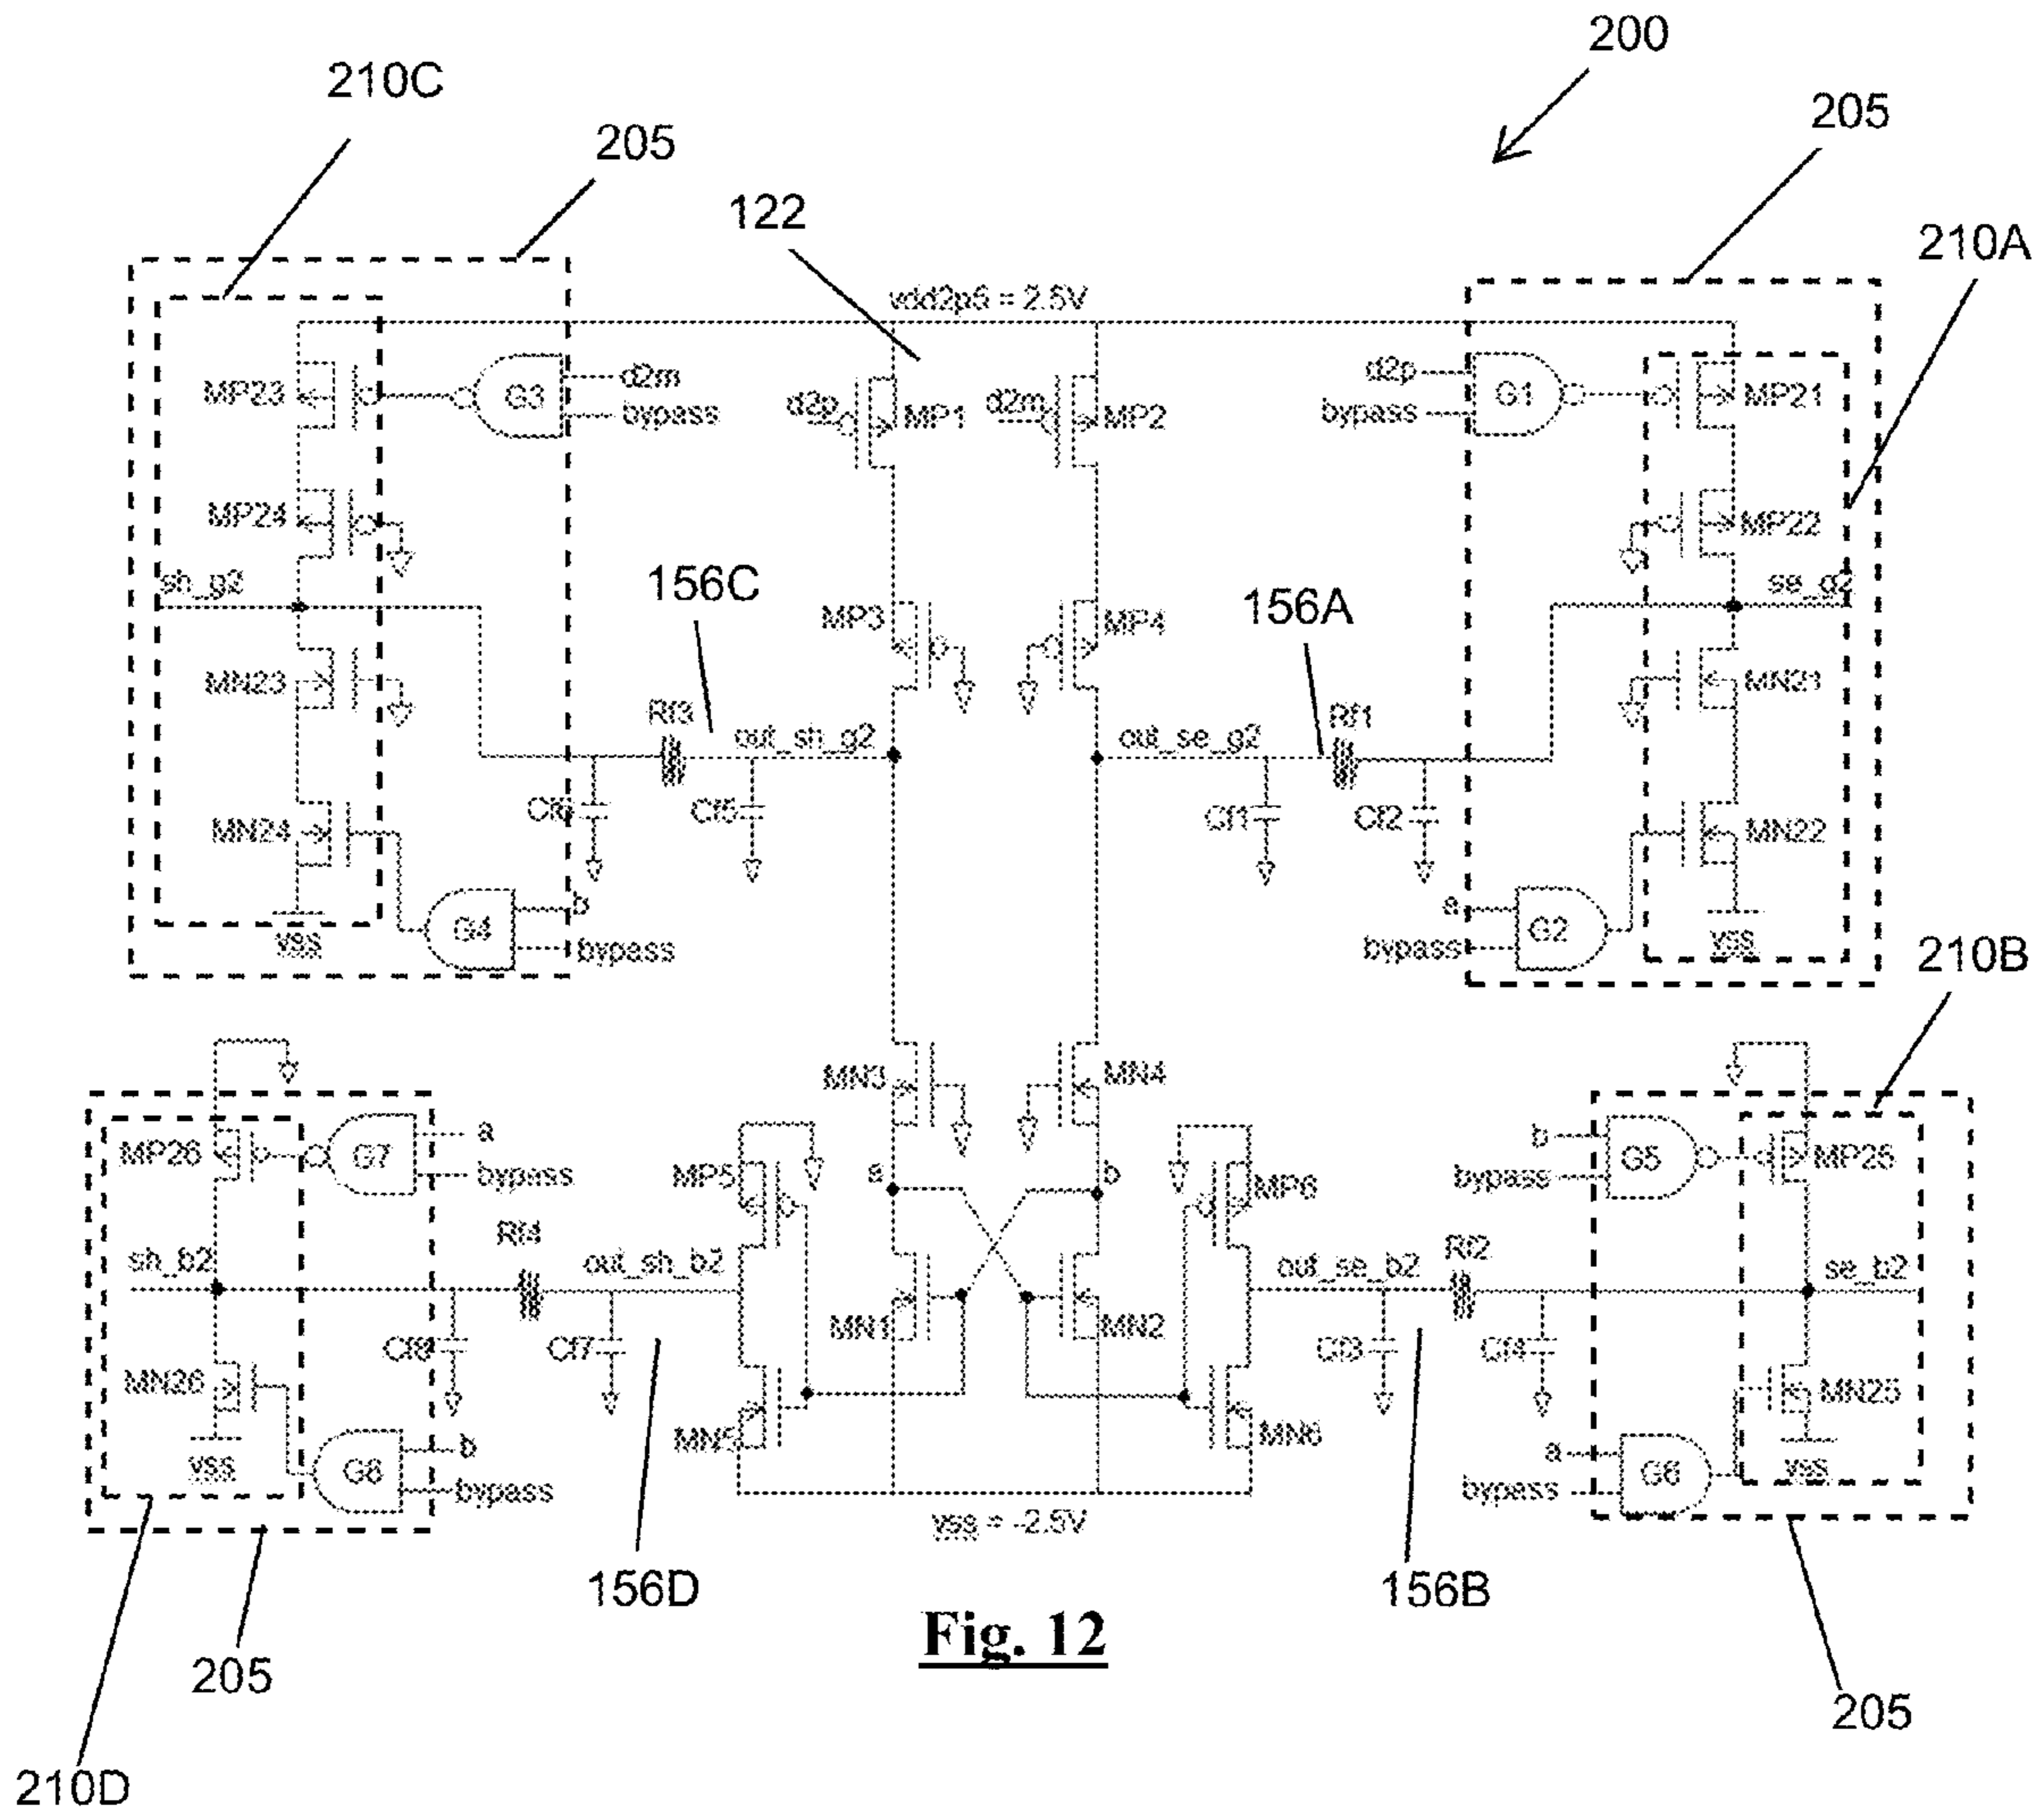 200
210C
205
205
122
210A
vdd2p5 = 2.5V
MP23
G3
d2m
bypass
d2p
MP1
d2m
MP2
d2p
bypass
G1
MP21
MP24
MP22
sh_g2
156C
156A
se_g2
MP3
MP4
MN23
MN21
Rf3
out_sh_g2
out_se_g2
Rf1
Cf6
Cf5
Cf1
Cf2
MN24
MN22
G4
b
bypass
a
bypass
G2
vss
vss
210B
MN3
MN4
MP26
G7
a
bypass
MP5
a
b
MP6
b
bypass
G5
MP25
sh_b2
Rf4
out_sh_b2
out_se_b2
Rf2
se_b2
MN1
MN2
Cf8
Cf7
Cf3
Cf4
MN26
MN5
MN6
MN25
vss
G8
b
bypass
a
bypass
G6
vss
vss = -2.5V
156D
156B
Fig. 12
205
205
210D